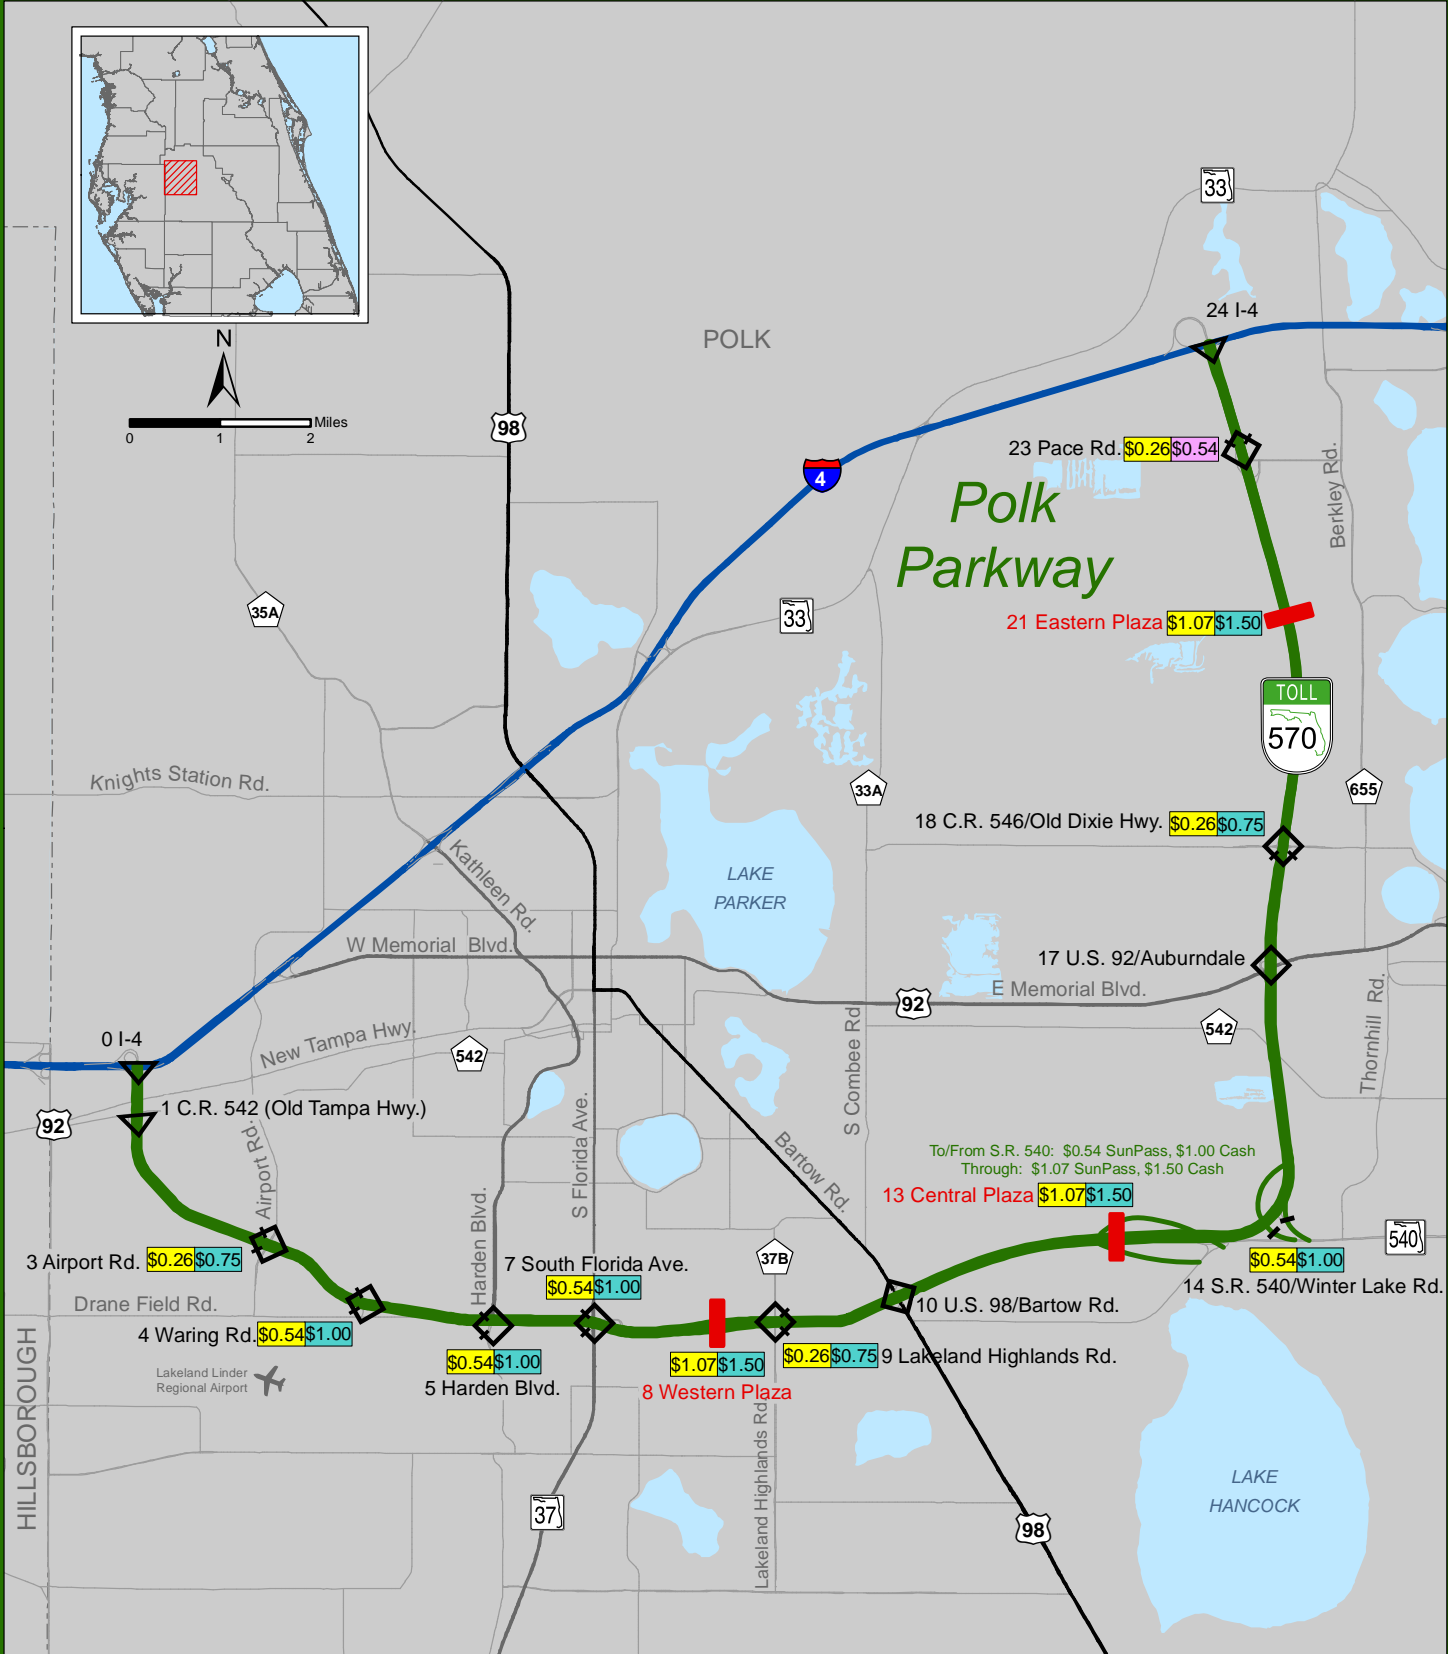 33
24 I-4
POLK
N
Miles
0 1 2
98
23 Pace Rd. $0.26 $0.54
4
Polk
Parkway
Berkley Rd.
35A
33
21 Eastern Plaza $1.07 $1.50
TOLL
570
Knights Station Rd.
33A
655
18 C.R. 546/Old Dixie Hwy. $0.26 $0.75
Kathleen Rd.
LAKE
PARKER
W Memorial Blvd.
17 U.S. 92/Auburndale
E Memorial Blvd.
92
Thornhill Rd.
0 I-4
New Tampa Hwy.
542
542
S Combee Rd
1 C.R. 542 (Old Tampa Hwy.)
92
Airport Rd.
S Florida Ave.
Bartow Rd.
To/From S.R. 540: $0.54 SunPass, $1.00 Cash
Through: $1.07 SunPass, $1.50 Cash
13 Central Plaza $1.07 $1.50
Harden Blvd.
540
3 Airport Rd. $0.26 $0.75
7 South Florida Ave.
$0.54 $1.00
37B
$0.54 $1.00
14 S.R. 540/Winter Lake Rd.
Drane Field Rd.
10 U.S. 98/Bartow Rd.
4 Waring Rd. $0.54 $1.00
$0.54 $1.00
5 Harden Blvd.
$1.07 $1.50
8 Western Plaza
$0.26 $0.75 9 Lakeland Highlands Rd.
Lakeland Linder
Regional Airport
HILLSBOROUGH
Lakeland Highlands Rd.
LAKE
HANCOCK
37
98